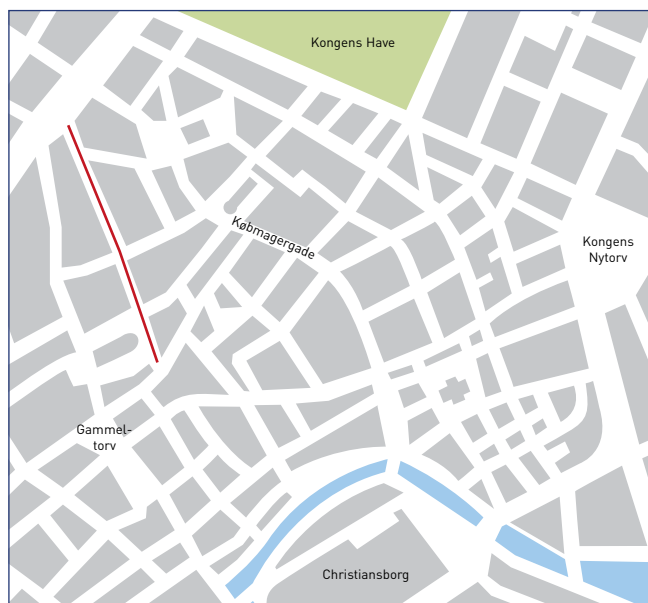 Kongens Have
Købmagergade
Kongens
Nytorv
Gammel-
torv
Christiansborg